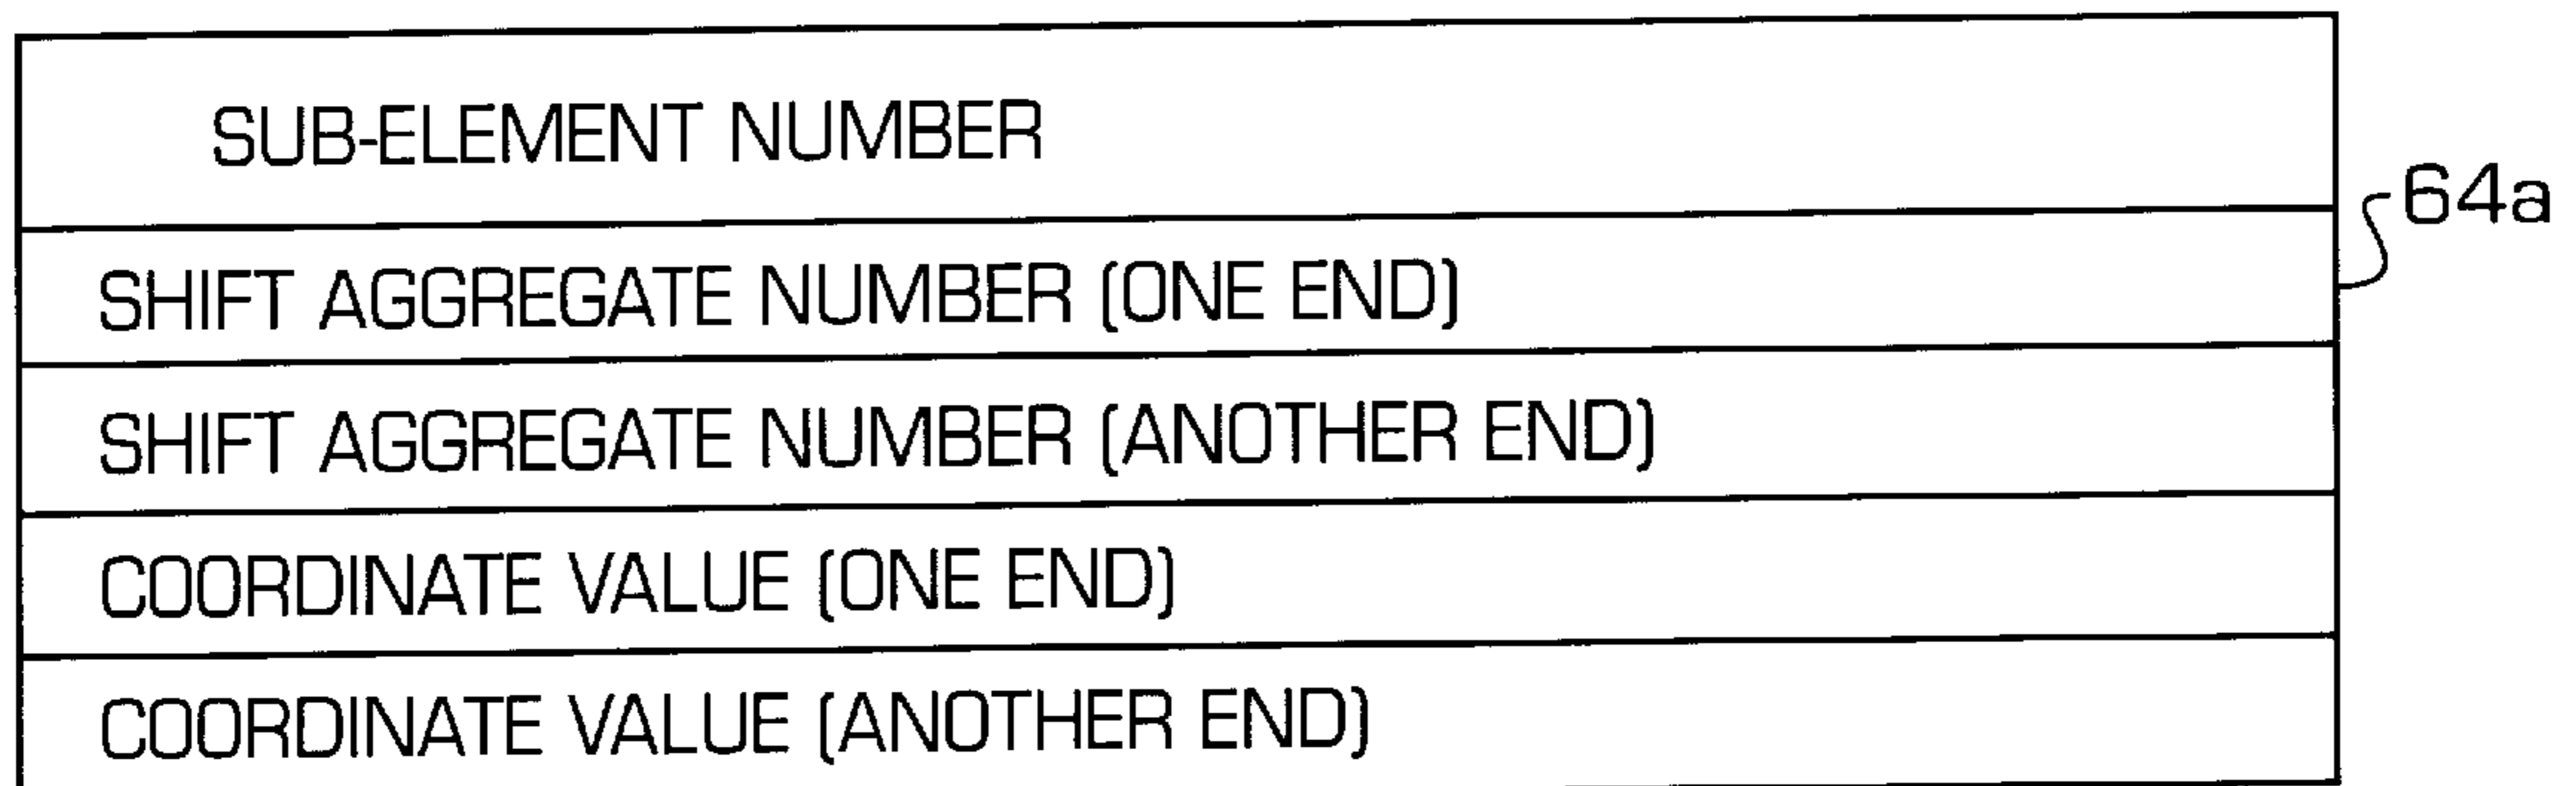 SUB-ELEMENT NUMBER
64a
SHIFT AGGREGATE NUMBER (ONE END)
SHIFT AGGREGATE NUMBER (ANOTHER END)
COORDINATE VALUE (ONE END)
COORDINATE VALUE (ANOTHER END)